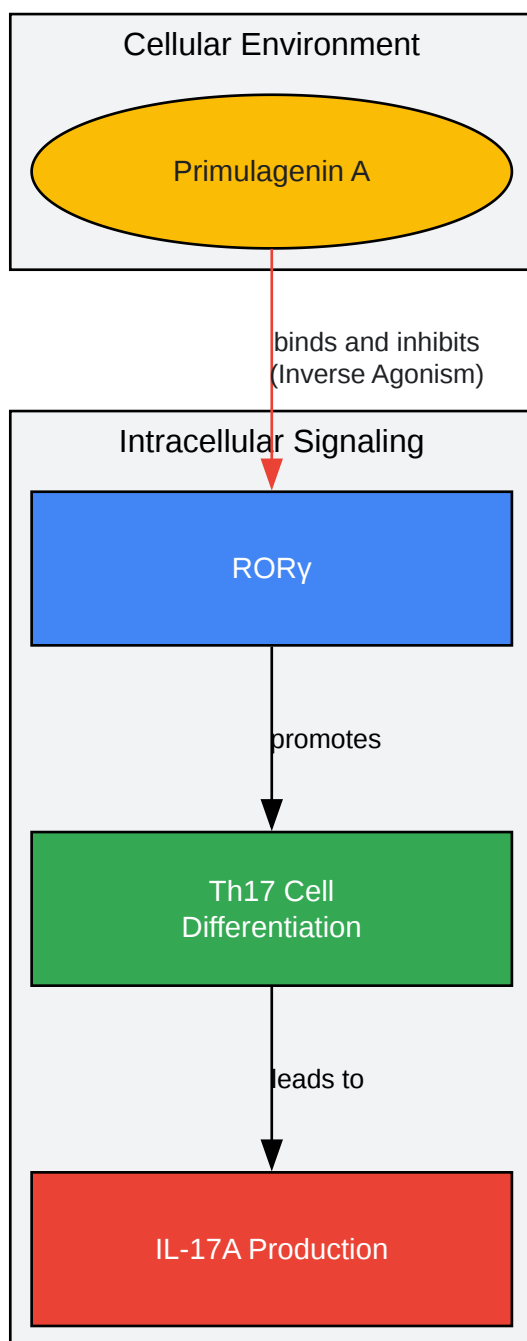 Cellular Environment
Primulagenin A
binds and inhibits
(Inverse Agonism)
Intracellular Signaling
RORγ
promotes
Th17 Cell
Differentiation
leads to
IL-17A Production